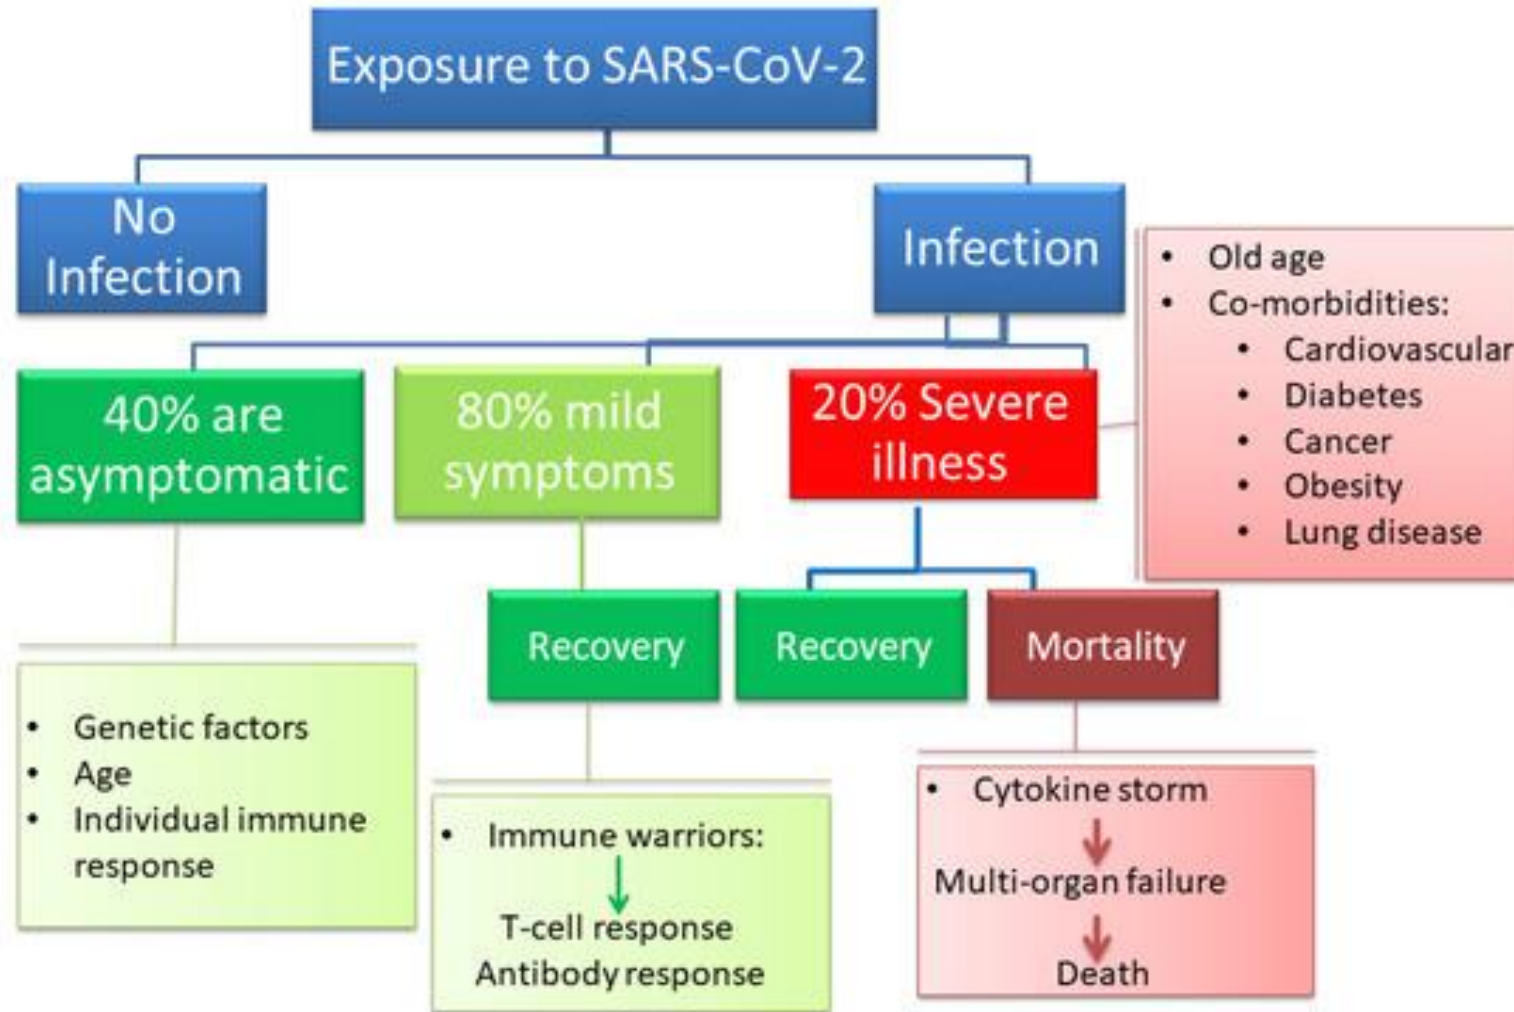 Exposure to SARS-CoV-2
No
Infection
Infection
• Old age
• Co-morbidities:
• Cardiovascular
• Diabetes
• Cancer
• Obesity
• Lung disease
40% are
asymptomatic
80% mild
symptoms
20% Severe
illness
Recovery
Recovery
Mortality
• Genetic factors
• Age
• Individual immune
response
• Immune warriors:
T-cell response
Antibody response
• Cytokine storm
Multi-organ failure
Death